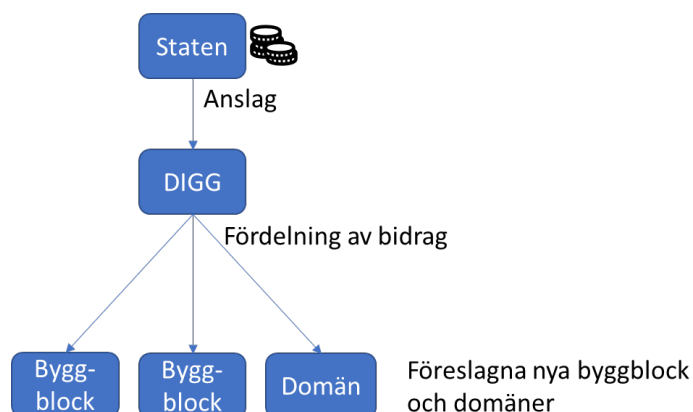 Staten
Anslag
DIGG
Fördelning av bidrag
Bygg-
block
Bygg-
block
Domän
Föreslagna nya byggblock
och domäner